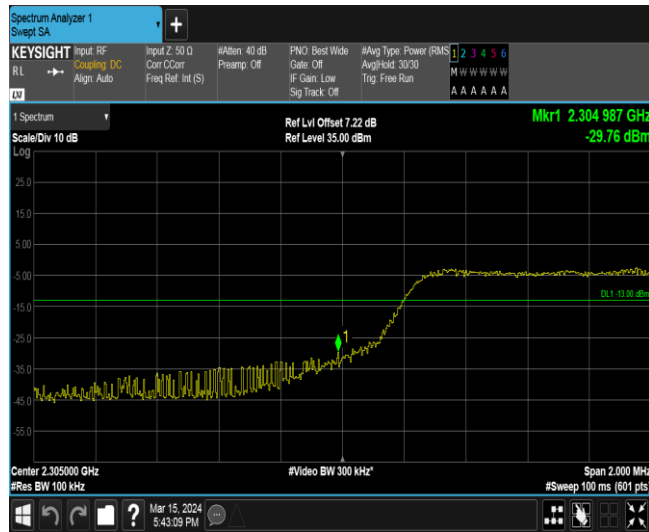 Spectrum Analyzer 1
Swept SA
+
KEYSIGHT
RL
LXI
Input: RF
Coupling: DC
Align: Auto
Input Z: 50 Ω
Corr CCorr
Freq Ref: Int (S)
#Atten: 40 dB
Preamp: Off
PNO: Best Wide
Gate: Off
IF Gain: Low
Sig Track: Off
#Avg Type: Power (RMS
Avg|Hold: 30/30
Trig: Free Run
1 2 3 4 5 6
M W W W W W
A A A A A A
1 Spectrum
Scale/Div 10 dB
Ref Lvl Offset 7.22 dB
Ref Level 35.00 dBm
Mkr1 2.304 987 GHz
-29.76 dBm
Log
25.0
15.0
5.00
-5.00
DL1 -13.00 dBm
-15.0
1
-25.0
-35.0
-45.0
-55.0
Center 2.305000 GHz
#Res BW 100 kHz
#Video BW 300 kHz*
Span 2.000 MHz
#Sweep 100 ms (601 pts)
?
Mar 15, 2024
5:43:09 PM